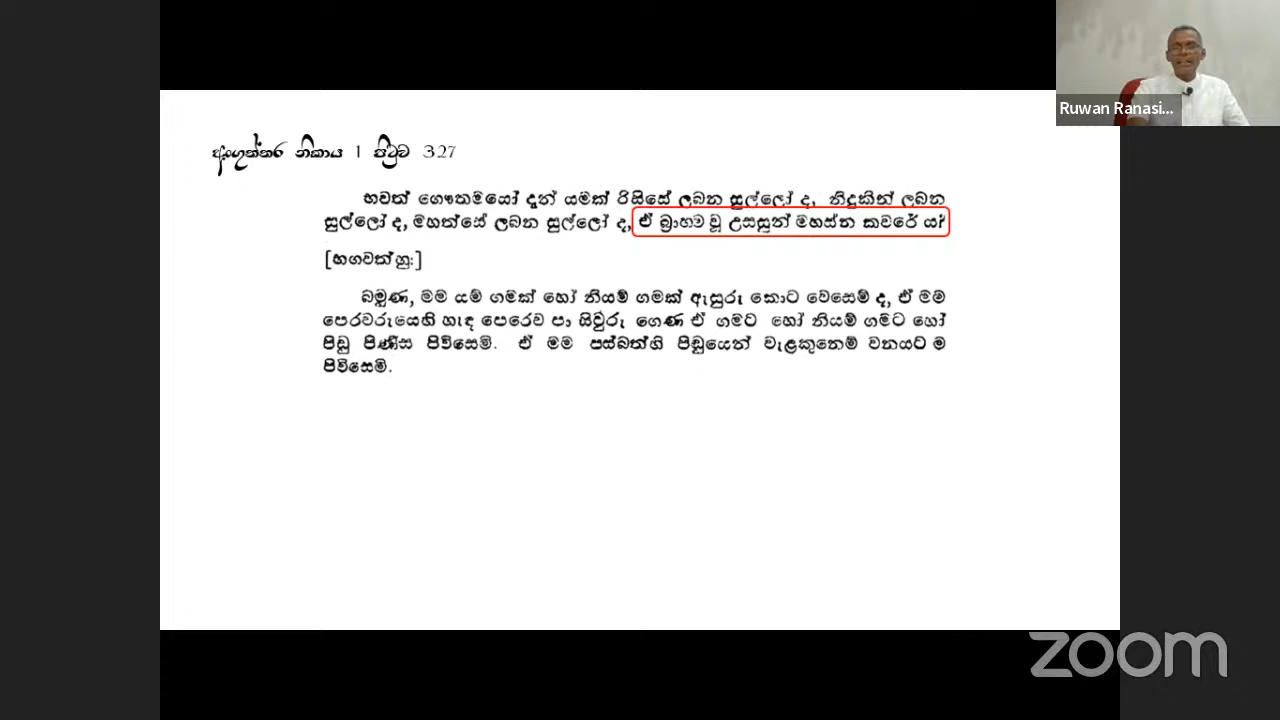 Ruwan Ranasi...
අංගුත්තර නිකාය 1 පිටුව 327
භවත් ගෞතමයෝ දැන් යමක් රිසිසේ ලබන සුල්ලෝ ද, නිදුකින් ලබන
සුල්ලෝ ද, මහත්සේ ලබන සුල්ලෝ ද, ඒ බ්‍රාහ්ම වූ උසසුන් මහස්න කවරේ යෑ
[භගවත්හු:]
බමුණ, මම යම් ගමක් හෝ නියම් ගමක් ඇසුරු කොට වෙසෙම් ද, ඒ මම
පෙරවරුයෙහි හැඳ පෙරෙව පා සිවුරු ගෙණ ඒ ගමට හෝ නියම් ගමට හෝ
පිඬු පිණිස පිවිසෙමි. ඒ මම පස්බත්හි පිඬුයෙන් වැළකුනෙම් වනයට ම
පිවිසෙමි.
zoom